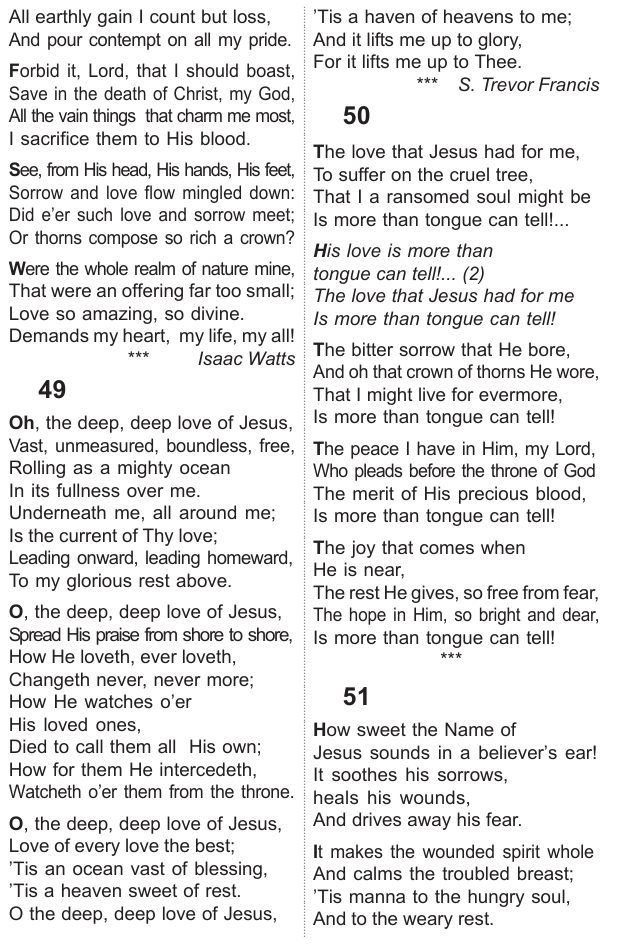 All earthly gain I count but loss,
And pour contempt on all my pride.
Forbid it, Lord, that I should boast,
Save in the death of Christ, my God,
All the vain things that charm me most,
I sacrifice them to His blood.
See, from His head, His hands, His feet,
Sorrow and love flow mingled down:
Did e'er such love and sorrow meet;
Or thorns compose so rich a crown?
Were the whole realm of nature mine,
That were an offering far too small;
Love so amazing, so divine.
Demands my heart, my life, my all!
*** Isaac Watts
49
Oh, the deep, deep love of Jesus,
Vast, unmeasured, boundless, free,
Rolling as a mighty ocean
In its fullness over me.
Underneath me, all around me;
Is the current of Thy love;
Leading onward, leading homeward,
To my glorious rest above.
O, the deep, deep love of Jesus,
Spread His praise from shore to shore,
How He loveth, ever loveth,
Changeth never, never more;
How He watches o'er
His loved ones,
Died to call them all His own;
How for them He intercedeth,
Watcheth o'er them from the throne.
O, the deep, deep love of Jesus,
Love of every love the best;
'Tis an ocean vast of blessing,
'Tis a heaven sweet of rest.
O the deep, deep love of Jesus,
'Tis a haven of heavens to me;
And it lifts me up to glory,
For it lifts me up to Thee.
*** S. Trevor Francis
50
The love that Jesus had for me,
To suffer on the cruel tree,
That I a ransomed soul might be
Is more than tongue can tell!...
His love is more than
tongue can tell!... (2)
The love that Jesus had for me
Is more than tongue can tell!
The bitter sorrow that He bore,
And oh that crown of thorns He wore,
That I might live for evermore,
Is more than tongue can tell!
The peace I have in Him, my Lord,
Who pleads before the throne of God
The merit of His precious blood,
Is more than tongue can tell!
The joy that comes when
He is near,
The rest He gives, so free from fear,
The hope in Him, so bright and dear,
Is more than tongue can tell!
***
51
How sweet the Name of
Jesus sounds in a believer's ear!
It soothes his sorrows,
heals his wounds,
And drives away his fear.
It makes the wounded spirit whole
And calms the troubled breast;
'Tis manna to the hungry soul,
And to the weary rest.